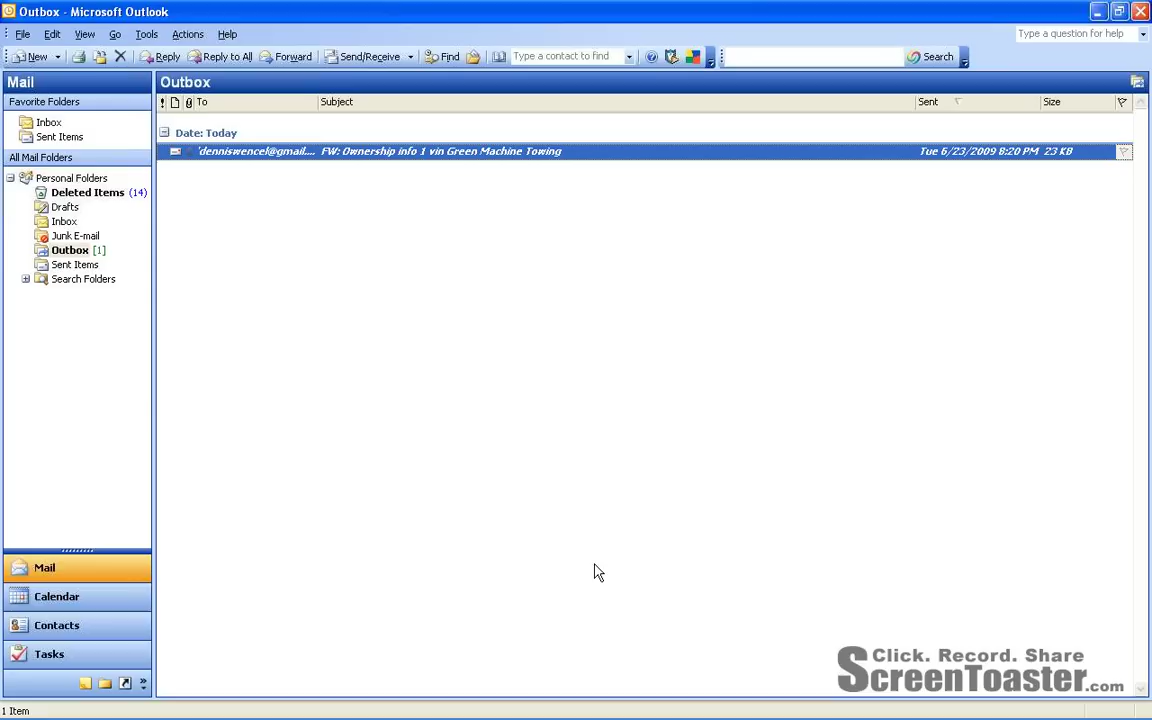 Outbox - Microsoft Outlook
File Edit View Go Tools Actions Help Type a question for help
New Reply Reply to All Forward Send/Receive Find Type a contact to find Search
Mail
Outbox
Favorite Folders
! To Subject Sent Size
Inbox
Sent Items
Date: Today
'denniswencel@gmail.... FW: Ownership info 1 vin Green Machine Towing Tue 6/23/2009 8:20 PM 23 KB
All Mail Folders
Personal Folders
Deleted Items (14)
Drafts
Inbox
Junk E-mail
Outbox [1]
Sent Items
Search Folders
Mail
Calendar
Contacts
Tasks
Click. Record. Share
ScreenToaster.com
1 Item